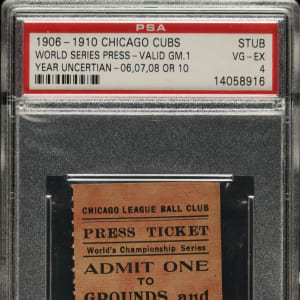 PSA
1906-1910 CHICAGO CUBS STUB
WORLD SERIES PRESS-VALID GM.1 VG-EX
YEAR UNCERTIAN-06,07,08 OR 10 4
14058916
CHICAGO LEAGUE BALL CLUB
PRESS TICKET
World's Championship Series
ADMIT ONE
TO
GROUNDS and